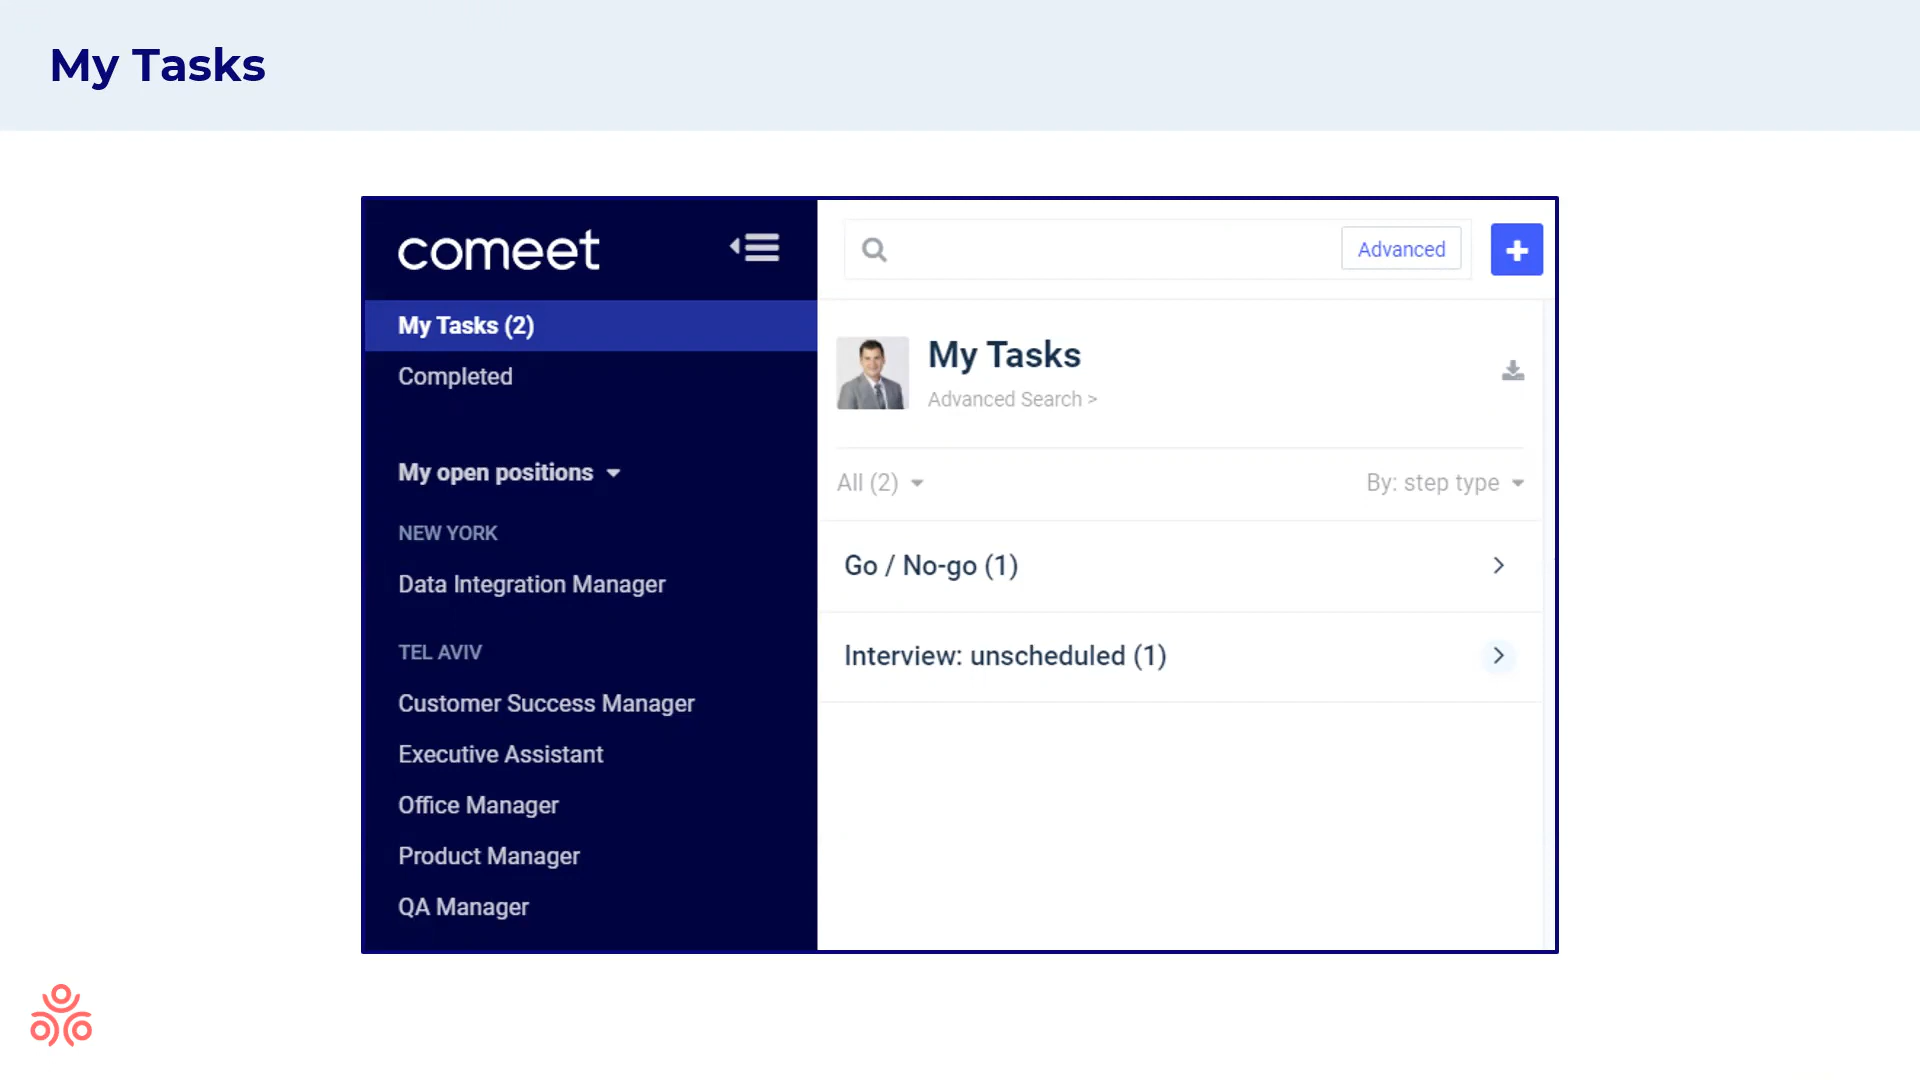 My Tasks
comeet
Advanced
My Tasks (2)
Completed
My open positions
NEW YORK
Data Integration Manager
TEL AVIV
Customer Success Manager
Executive Assistant
Office Manager
Product Manager
QA Manager
My Tasks
Advanced Search >
All (2)
By: step type
Go / No-go (1)
Interview: unscheduled (1)